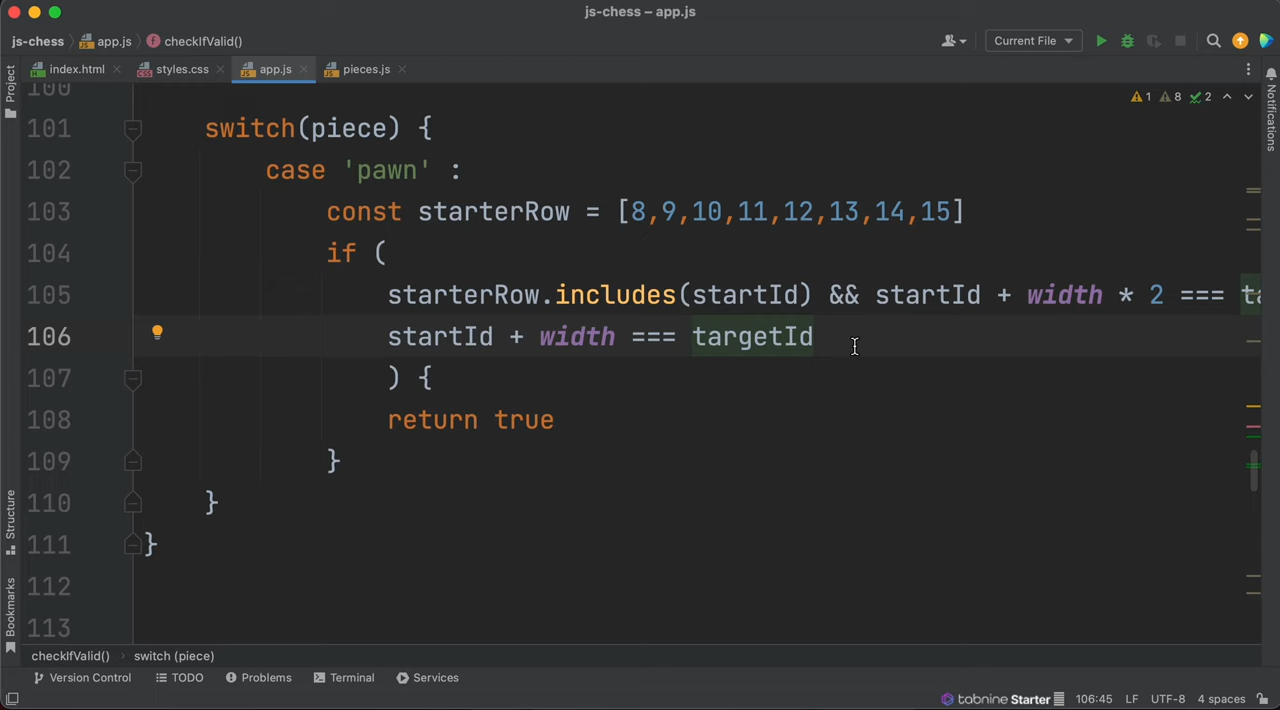 js-chess – app.js
js-chess app.js checkIfValid() Current File
index.html styles.css app.js pieces.js
Project
Notifications
Structure
Bookmarks
1 8 2
100
101 switch(piece) {
102 case 'pawn' :
103 const starterRow = [8,9,10,11,12,13,14,15]
104 if (
105 starterRow.includes(startId) && startId + width * 2 === ta
106 startId + width === targetId
107 ) {
108 return true
109 }
110 }
111 }
112
113
checkIfValid() switch (piece)
Version Control TODO Problems Terminal Services
tabnine Starter 106:45 LF UTF-8 4 spaces